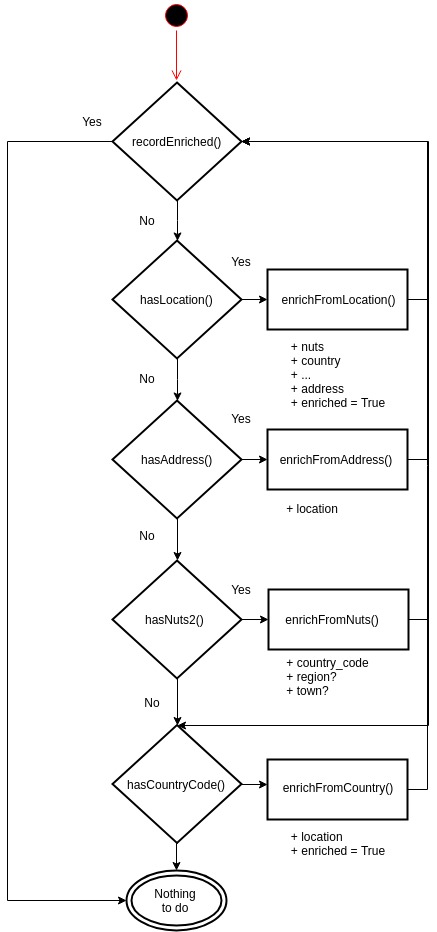 Yes
recordEnriched()
No
Yes
hasLocation()
enrichFromLocation()
+ nuts
+ country
+ ...
+ address
+ enriched = True
No
Yes
hasAddress()
enrichFromAddress()
+ location
No
Yes
hasNuts2()
enrichFromNuts()
+ country_code
+ region?
+ town?
No
hasCountryCode()
enrichFromCountry()
+ location
+ enriched = True
Nothing
to do